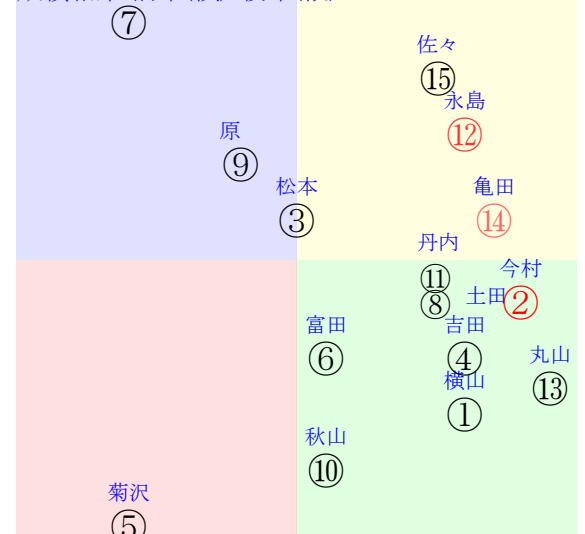 ⑦
佐々
⑮
永島
⑫
原
⑨
松本
③
亀田
⑭
丹内
⑪
今村
②
土田
⑧
富田
⑥
吉田
④
丸山
⑬
横山
①
秋山
⑩
菊沢
⑤